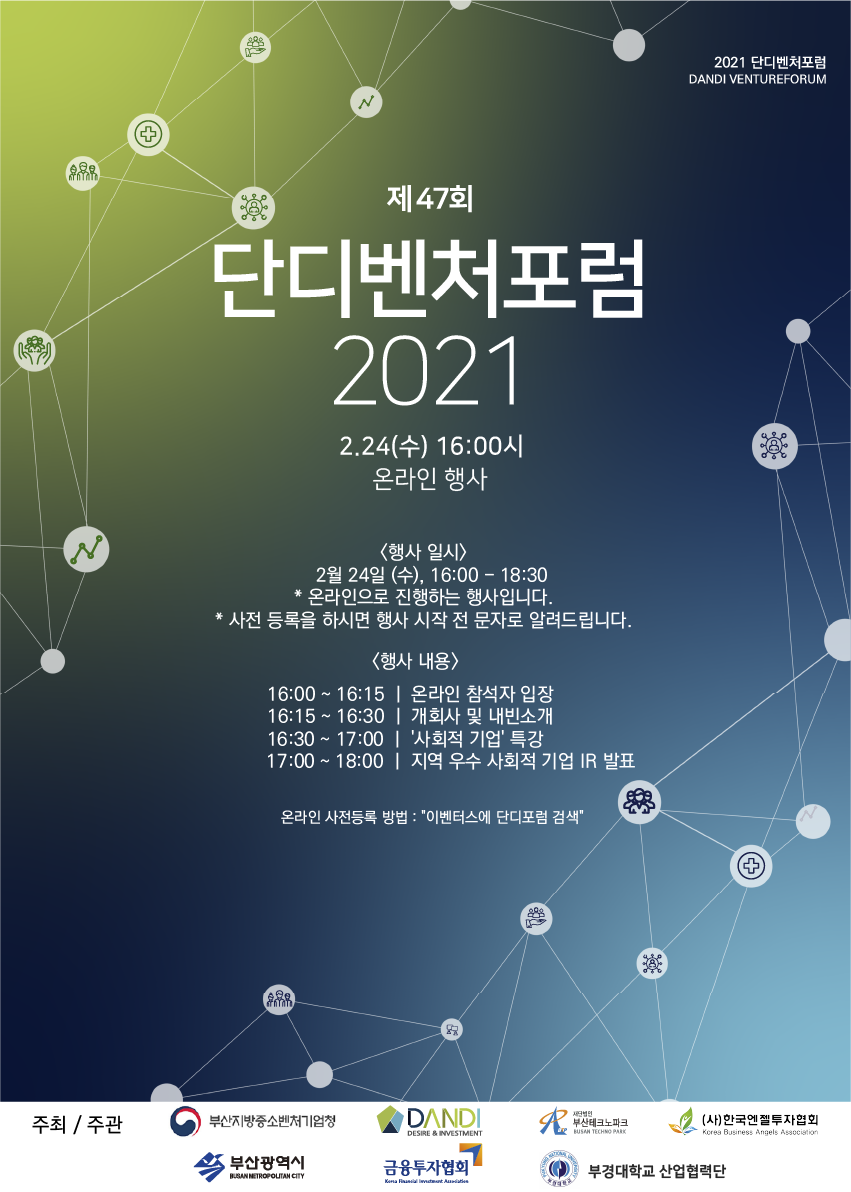 2021 단디벤처포럼
DANDI VENTUREFORUM
제47회
단디벤처포럼
2021
2.24(수) 16:00시
온라인 행사
<행사 일시>
2월 24일 (수), 16:00 - 18:30
* 온라인으로 진행하는 행사입니다.
* 사전 등록을 하시면 행사 시작 전 문자로 알려드립니다.
<행사 내용>
16:00 ~ 16:15 | 온라인 참석자 입장
16:15 ~ 16:30 | 개회사 및 내빈소개
16:30 ~ 17:00 | '사회적 기업' 특강
17:00 ~ 18:00 | 지역 우수 사회적 기업 IR 발표
온라인 사전등록 방법 : "이벤터스에 단디포럼 검색"
주최 / 주관
부산지방중소벤처기업청
DANDI
DESIRE & INVESTMENT
재단법인
부산테크노파크
BUSAN TECHNO PARK
(사)한국엔젤투자협회
Korea Business Angels Association
부산광역시
BUSAN METROPOLITAN CITY
금융투자협회
Korea Financial Investment Association
부경대학교 산업협력단